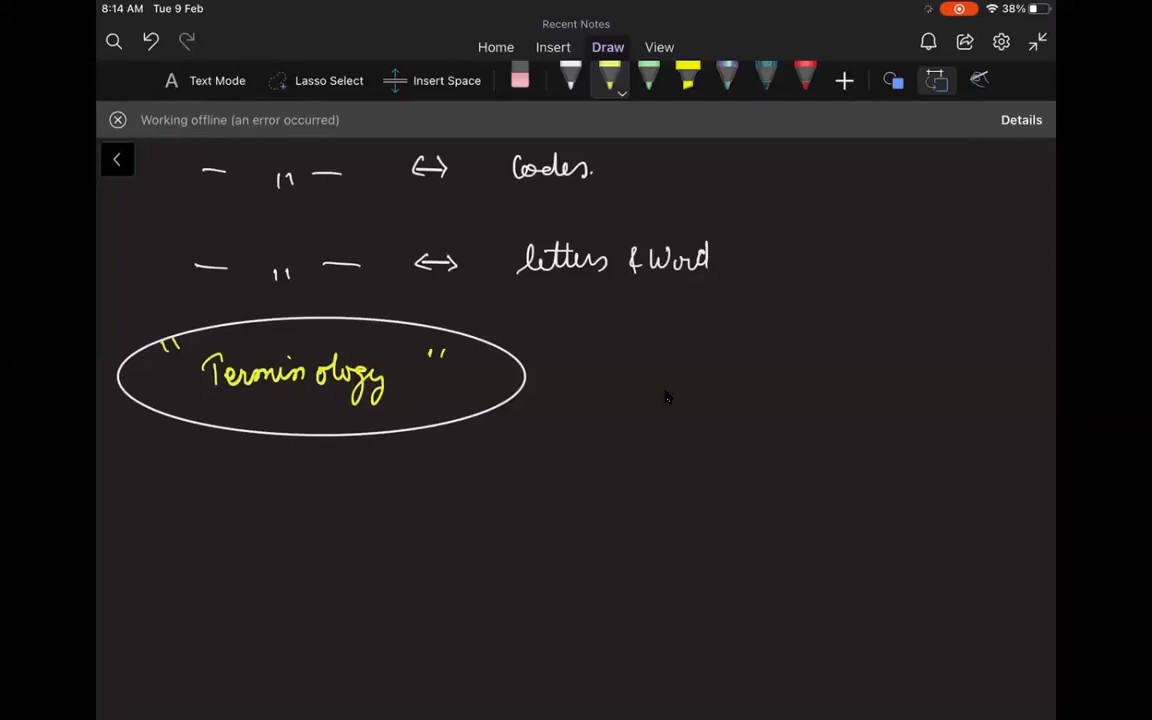 8:14 AM Tue 9 Feb
38%
Recent Notes
Home Insert Draw View
Text Mode Lasso Select Insert Space
Working offline (an error occurred) Details
— " — ↔ Codes.
— " — ↔ letters & Word
" Terminology "